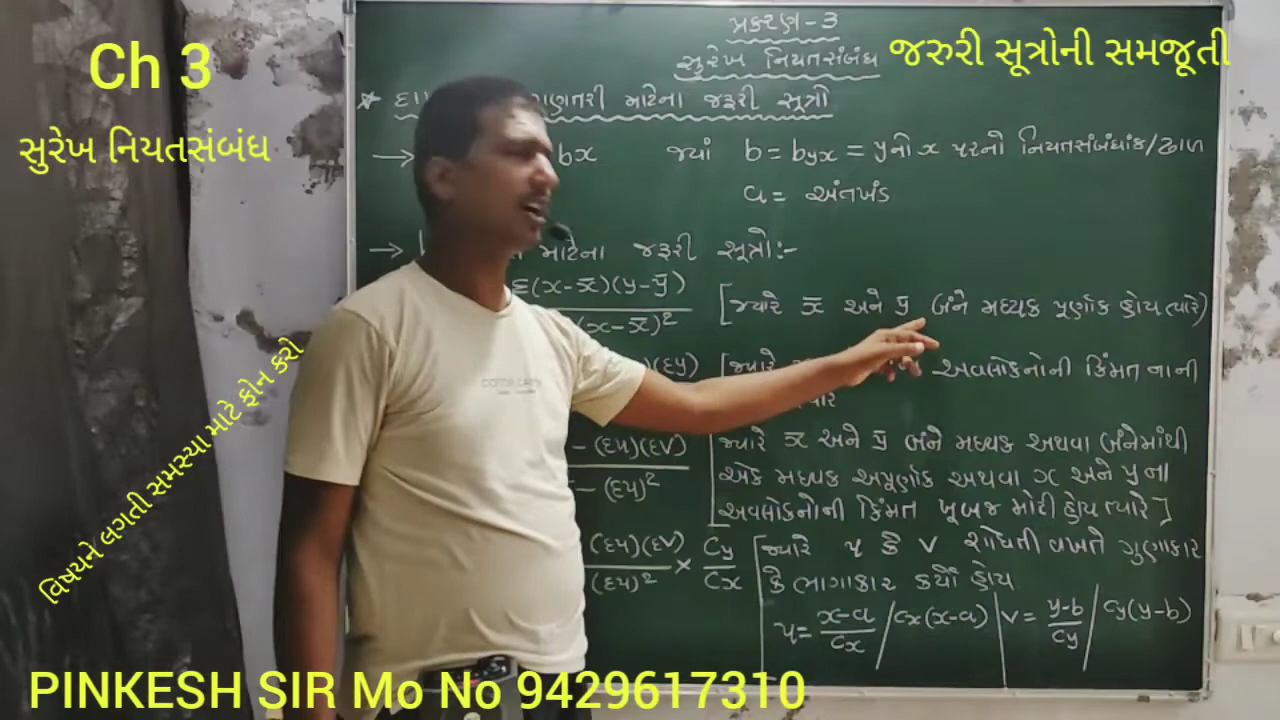 Ch 3
સુરેખ નિયતસંબંધ
જરુરી સૂત્રોની સમજૂતી
વિષયને લગતી સમસ્યા માટે ફોન કરો
PINKESH SIR Mo No 9429617310
પ્રકરણ-3
સુરેખ નિયતસંબંધ
ગણતરી માટેના જરૂરી સૂત્રો
→ bx જ્યાં b = byx = yનો x પરનો નિયતસંબંધાંક/ઢાળ
a = અંતખંડ
→ માટેના જરૂરી સૂત્રો:-
Σ(x-x̄)(y-ȳ) / (x-x̄)² [જ્યારે x̄ અને ȳ બંને મધ્યક પૂર્ણાંક હોય ત્યારે)
)(Σy) [જ્યારે અવલોકનોની કિંમત નાની
- (Σu)(Σv) / - (Σu)² [જ્યારે x̄ અને ȳ બંને મધ્યક અથવા બંનેમાંથી
એક મધ્યક અપૂર્ણાંક અથવા x અને y ના
અવલોકનોની કિંમત ખૂબજ મોટી હોય ત્યારે]
(Σu)(Σv) / (Σu)² × Cy/Cx [જ્યારે u કે v શોધતી વખતે ગુણાકાર
કે ભાગાકાર કર્યો હોય
u = x-a/Cx / Cx(x-a) | v = y-b/Cy / Cy(y-b)